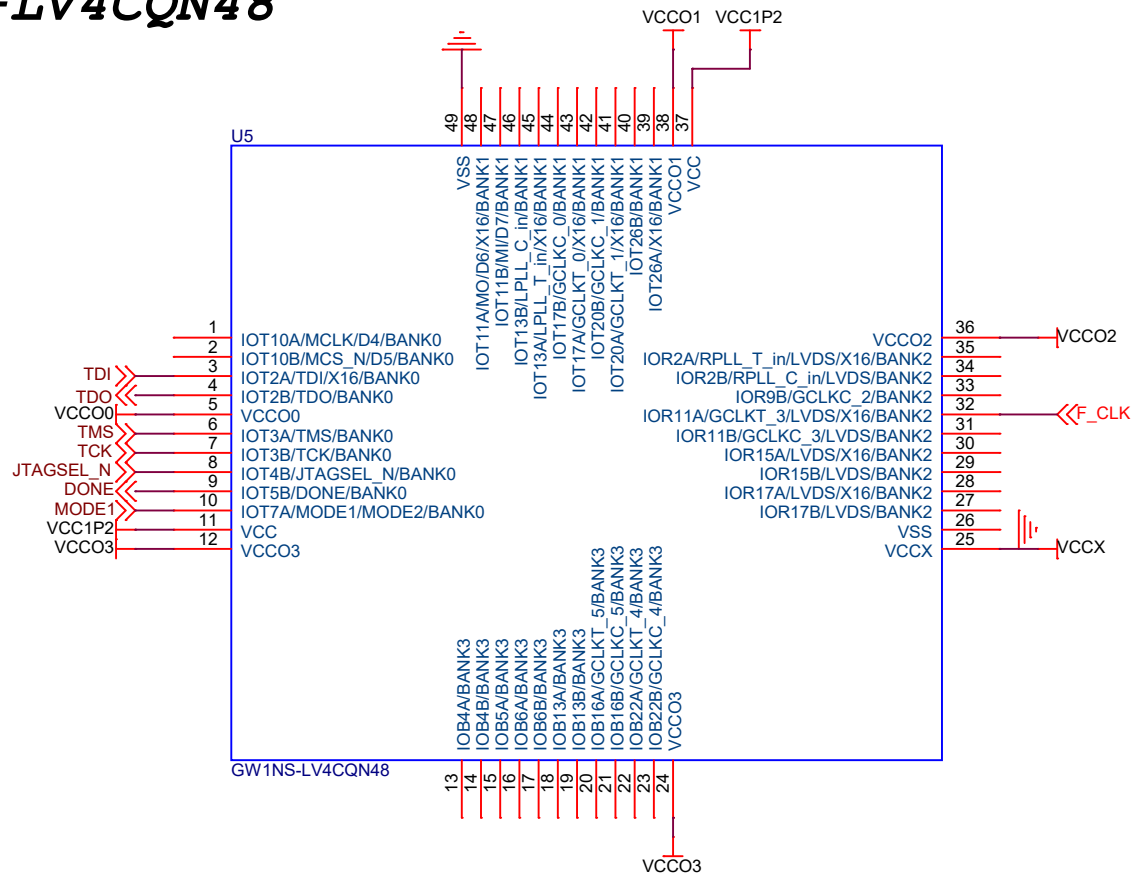 -LV4CQN48
VCCO1 VCC1P2
U5
49 48 47 46 45 44 43 42 41 40 39 38 37
VSS
IOT11A/MO/D6/X16/BANK1
IOT11B/MI/D7/BANK1
IOT13B/LPLL_C_in/BANK1
IOT13A/LPLL_T_in/X16/BANK1
IOT17B/GCLKC_0/BANK1
IOT17A/GCLKT_0/X16/BANK1
IOT20B/GCLKC_1/BANK1
IOT20A/GCLKT_1/X16/BANK1
IOT26B/BANK1
IOT26A/X16/BANK1
VCCO1
VCC
1 IOT10A/MCLK/D4/BANK0
2 IOT10B/MCS_N/D5/BANK0
TDI 3 IOT2A/TDI/X16/BANK0
TDO 4 IOT2B/TDO/BANK0
VCCO0 5 VCCO0
TMS 6 IOT3A/TMS/BANK0
TCK 7 IOT3B/TCK/BANK0
JTAGSEL_N 8 IOT4B/JTAGSEL_N/BANK0
DONE 9 IOT5B/DONE/BANK0
MODE1 10 IOT7A/MODE1/MODE2/BANK0
VCC1P2 11 VCC
VCCO3 12 VCCO3
VCCO2 36 VCCO2
IOR2A/RPLL_T_in/LVDS/X16/BANK2 35
IOR2B/RPLL_C_in/LVDS/BANK2 34
IOR9B/GCLKC_2/BANK2 33
IOR11A/GCLKT_3/LVDS/X16/BANK2 32 F_CLK
IOR11B/GCLKC_3/LVDS/BANK2 31
IOR15A/LVDS/X16/BANK2 30
IOR15B/LVDS/BANK2 29
IOR17A/LVDS/X16/BANK2 28
IOR17B/LVDS/BANK2 27
VSS 26
VCCX 25 VCCX
IOB4A/BANK3
IOB4B/BANK3
IOB5A/BANK3
IOB6A/BANK3
IOB6B/BANK3
IOB13A/BANK3
IOB13B/BANK3
IOB16A/GCLKT_5/BANK3
IOB16B/GCLKC_5/BANK3
IOB22A/GCLKT_4/BANK3
IOB22B/GCLKC_4/BANK3
VCCO3
GW1NS-LV4CQN48
13 14 15 16 17 18 19 20 21 22 23 24
VCCO3